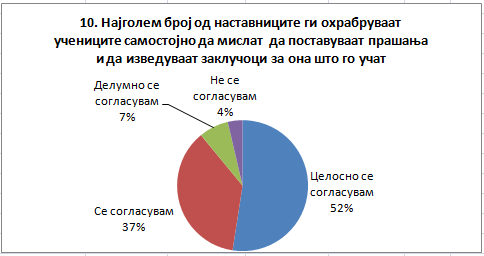 10. Најголем број од наставниците ги охрабруваат
учениците самостојно да мислат да поставуваат прашања
и да изведуваат заклучоци за она што го учат
Делумно се
согласувам
7%
Не се
согласувам
4%
Целосно се
согласувам
52%
Се согласувам
37%